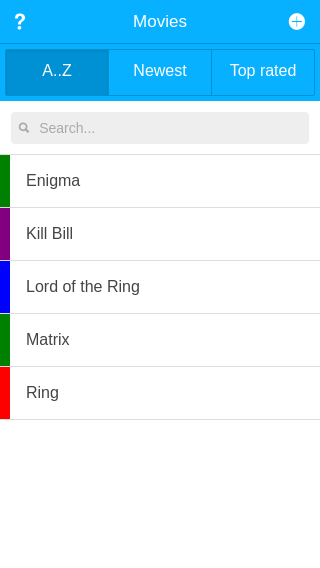 ?
Movies
A..Z
Newest
Top rated
Search...
Enigma
Kill Bill
Lord of the Ring
Matrix
Ring